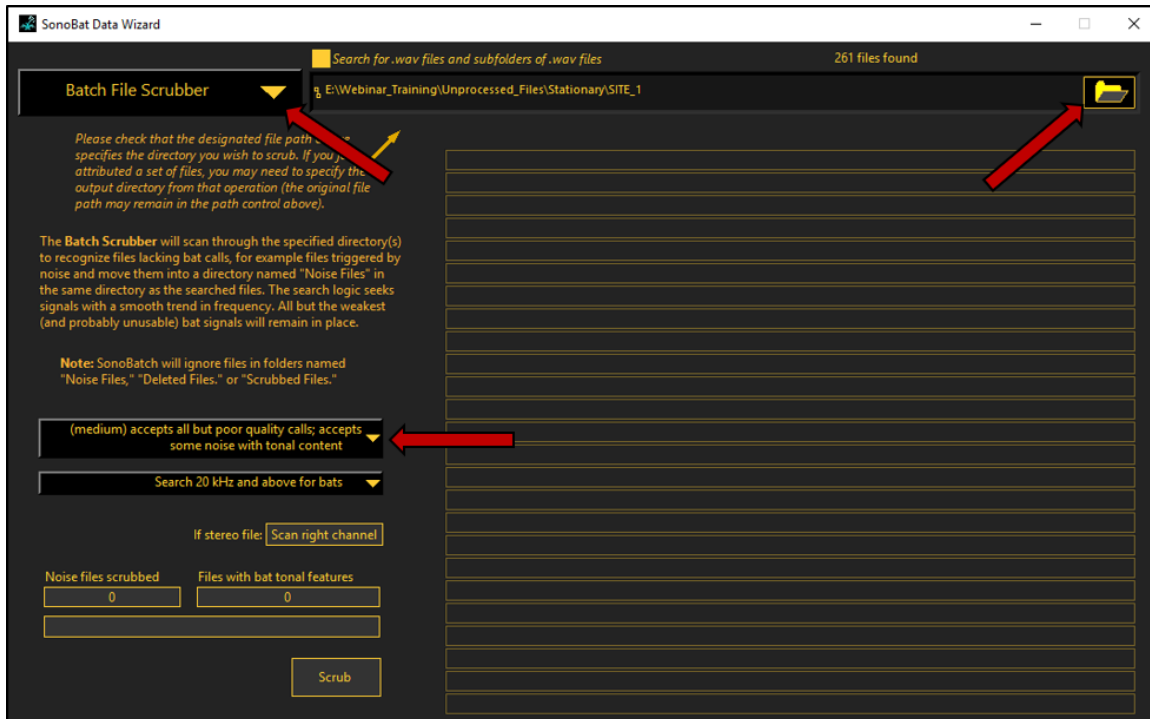 SonoBat Data Wizard
Search for .wav files and subfolders of .wav files
261 files found
Batch File Scrubber
E:\Webinar_Training\Unprocessed_Files\Stationary\SITE_1
Please check that the designated file path
specifies the directory you wish to scrub. If you
attributed a set of files, you may need to specify the
output directory from that operation (the original file
path may remain in the path control above).
The Batch Scrubber will scan through the specified directory(s)
to recognize files lacking bat calls, for example files triggered by
noise and move them into a directory named "Noise Files" in
the same directory as the searched files. The search logic seeks
signals with a smooth trend in frequency. All but the weakest
(and probably unusable) bat signals will remain in place.
Note: SonoBatch will ignore files in folders named
"Noise Files," "Deleted Files." or "Scrubbed Files."
(medium) accepts all but poor quality calls; accepts
some noise with tonal content
Search 20 kHz and above for bats
If stereo file: Scan right channel
Noise files scrubbed
Files with bat tonal features
0
0
Scrub